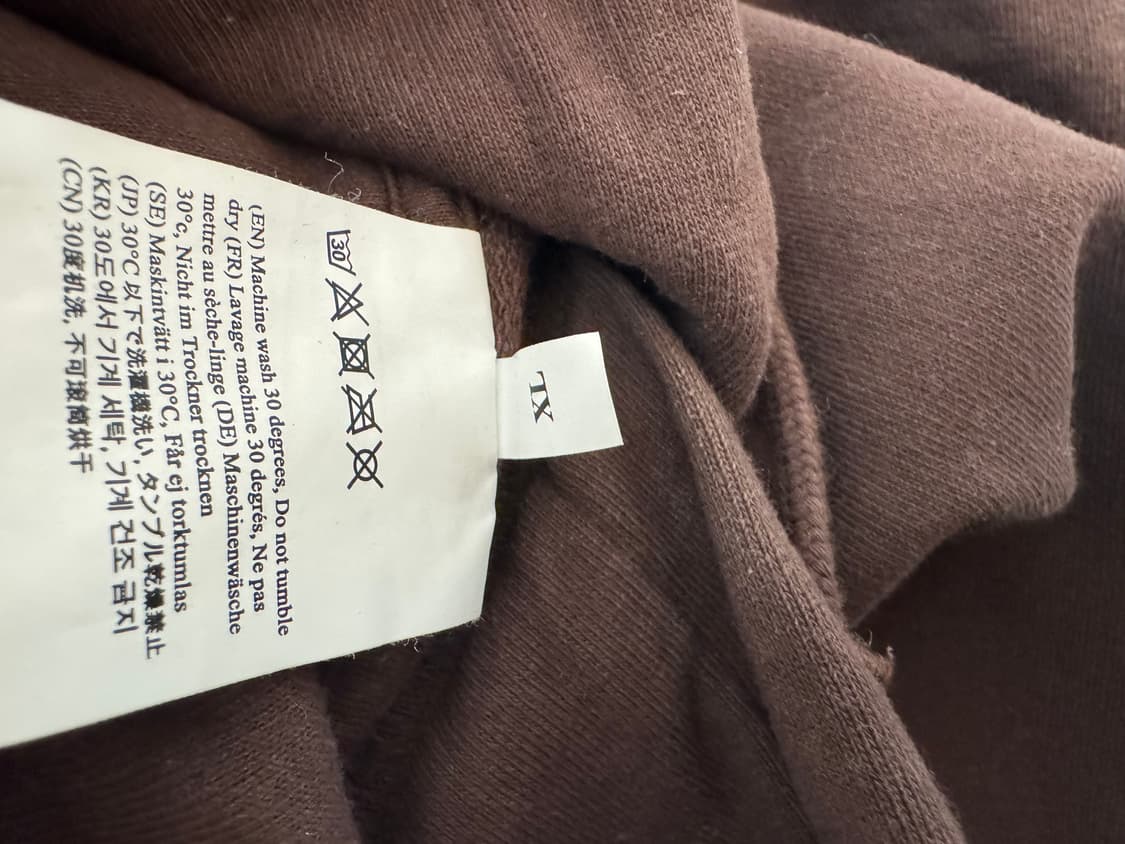 XL
30
(EN) Machine wash 30 degrees, Do not tumble
dry (FR) Lavage machine 30 degrés, Ne pas
mettre au sèche-linge (DE) Maschinenwäsche
30°c, Nicht im Trockner trocknen
(SE) Maskintvätt i 30°C, Får ej torktumlas
(JP) 30°C 以下で洗濯機洗い, タンブル乾燥禁止
(KR) 30도에서 기계 세탁, 기계 건조 금지
(CN) 30度机洗, 不可滚筒烘干